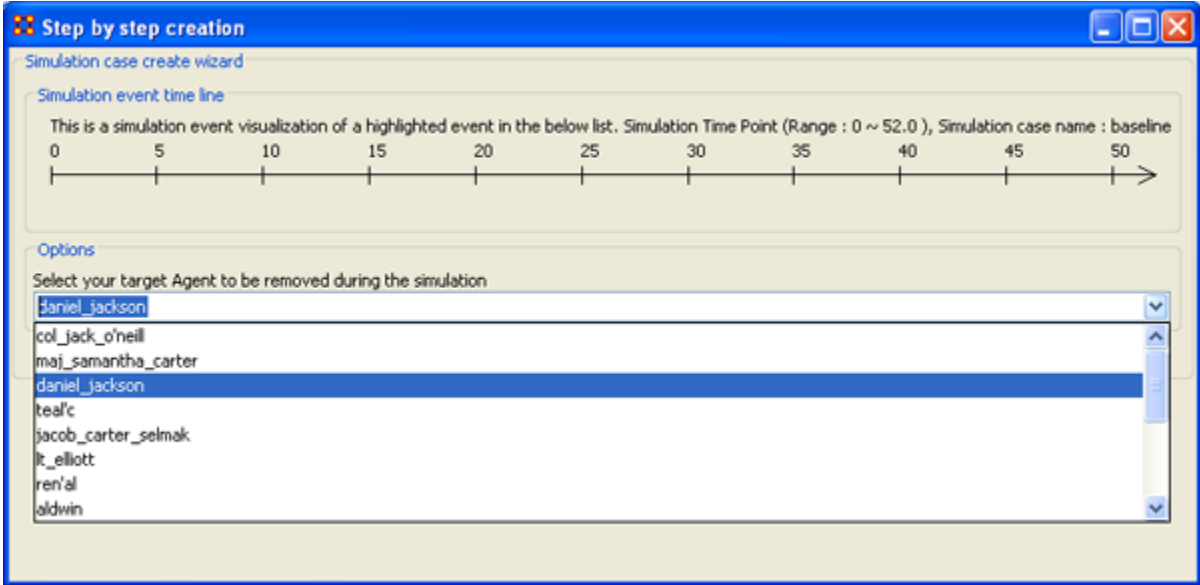 Step by step creation
Simulation case create wizard
Simulation event time line
This is a simulation event visualization of a highlighted event in the below list. Simulation Time Point (Range : 0 ~ 52.0 ), Simulation case name : baseline
0 5 10 15 20 25 30 35 40 45 50
Options
Select your target Agent to be removed during the simulation
daniel_jackson
col_jack_o'neill
maj_samantha_carter
daniel_jackson
teal'c
jacob_carter_selmak
lt_elliott
ren'al
aldwin